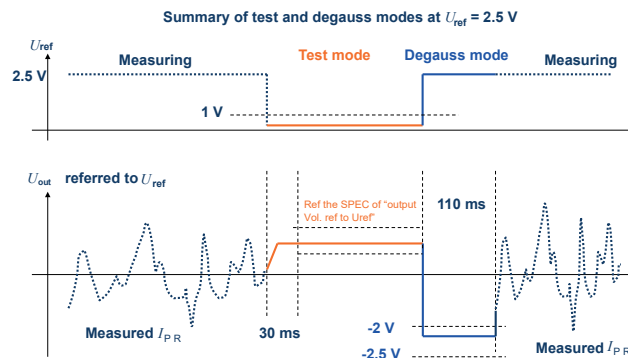 Summary of test and degauss modes at Uref = 2.5 V
Uref
Measuring
Test mode
Degauss mode
Measuring
2.5 V
1 V
Uout referred to Uref
Ref the SPEC of “output
Vol. ref to Uref”
110 ms
-2 V
-2.5V
Measured IPR
30 ms
Measured IPR